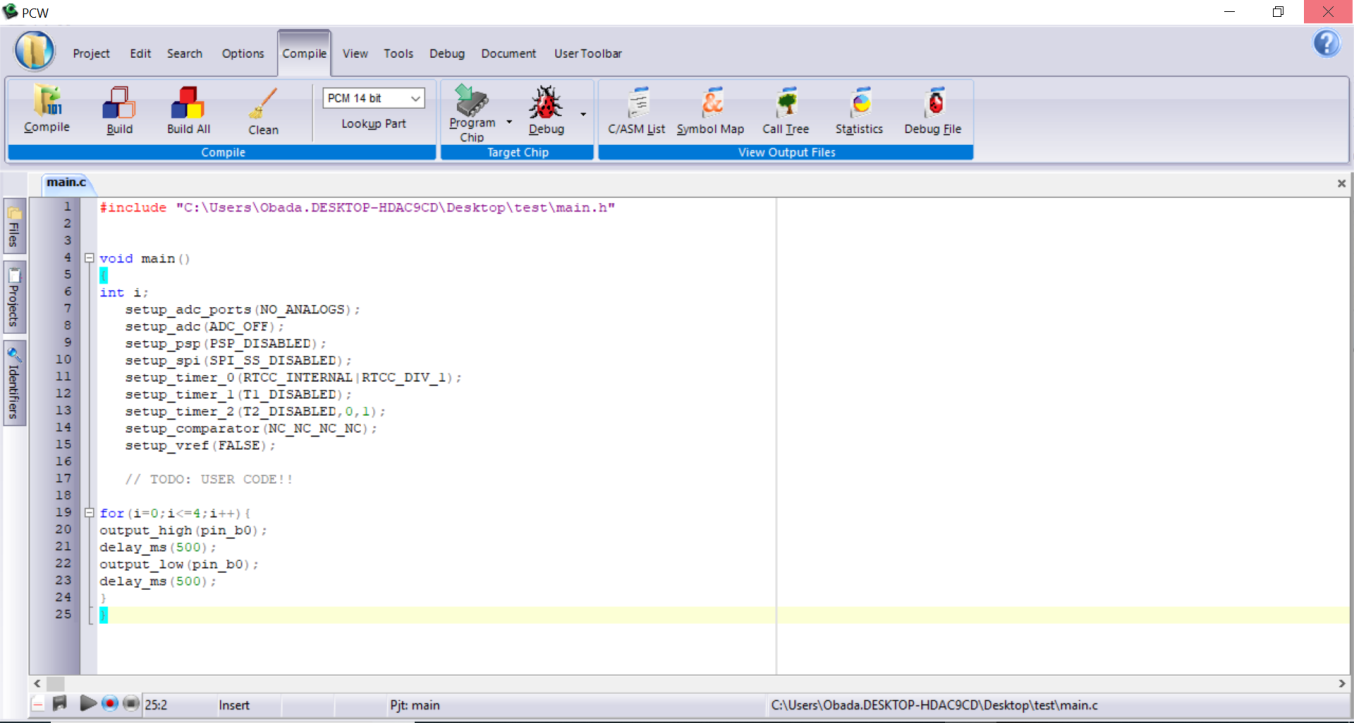 PCW
Project Edit Search Options Compile View Tools Debug Document User Toolbar
Compile Build Build All Clean PCM 14 bit Lookup Part Program Chip Debug C/ASM List Symbol Map Call Tree Statistics Debug File
Compile Target Chip View Output Files
main.c
Files
Projects
Identifiers
1 #include "C:\Users\Obada.DESKTOP-HDAC9CD\Desktop\test\main.h"
2
3
4 void main()
5 {
6 int i;
7 setup_adc_ports(NO_ANALOGS);
8 setup_adc(ADC_OFF);
9 setup_psp(PSP_DISABLED);
10 setup_spi(SPI_SS_DISABLED);
11 setup_timer_0(RTCC_INTERNAL|RTCC_DIV_1);
12 setup_timer_1(T1_DISABLED);
13 setup_timer_2(T2_DISABLED,0,1);
14 setup_comparator(NC_NC_NC_NC);
15 setup_vref(FALSE);
16
17 // TODO: USER CODE!!
18
19 for(i=0;i<=4;i++){
20 output_high(pin_b0);
21 delay_ms(500);
22 output_low(pin_b0);
23 delay_ms(500);
24 }
25 }
25:2 Insert Pjt: main C:\Users\Obada.DESKTOP-HDAC9CD\Desktop\test\main.c